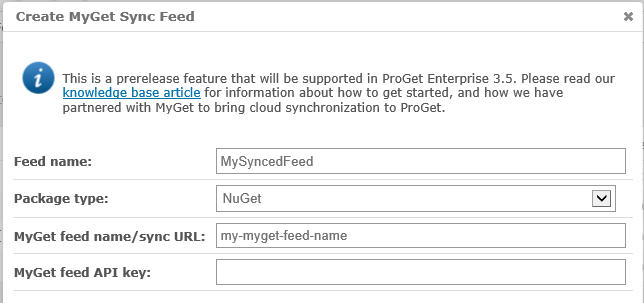 Create MyGet Sync Feed
This is a prerelease feature that will be supported in ProGet Enterprise 3.5. Please read our
knowledge base article for information about how to get started, and how we have
partnered with MyGet to bring cloud synchronization to ProGet.
Feed name: MySyncedFeed
Package type: NuGet
MyGet feed name/sync URL: my-myget-feed-name
MyGet feed API key: